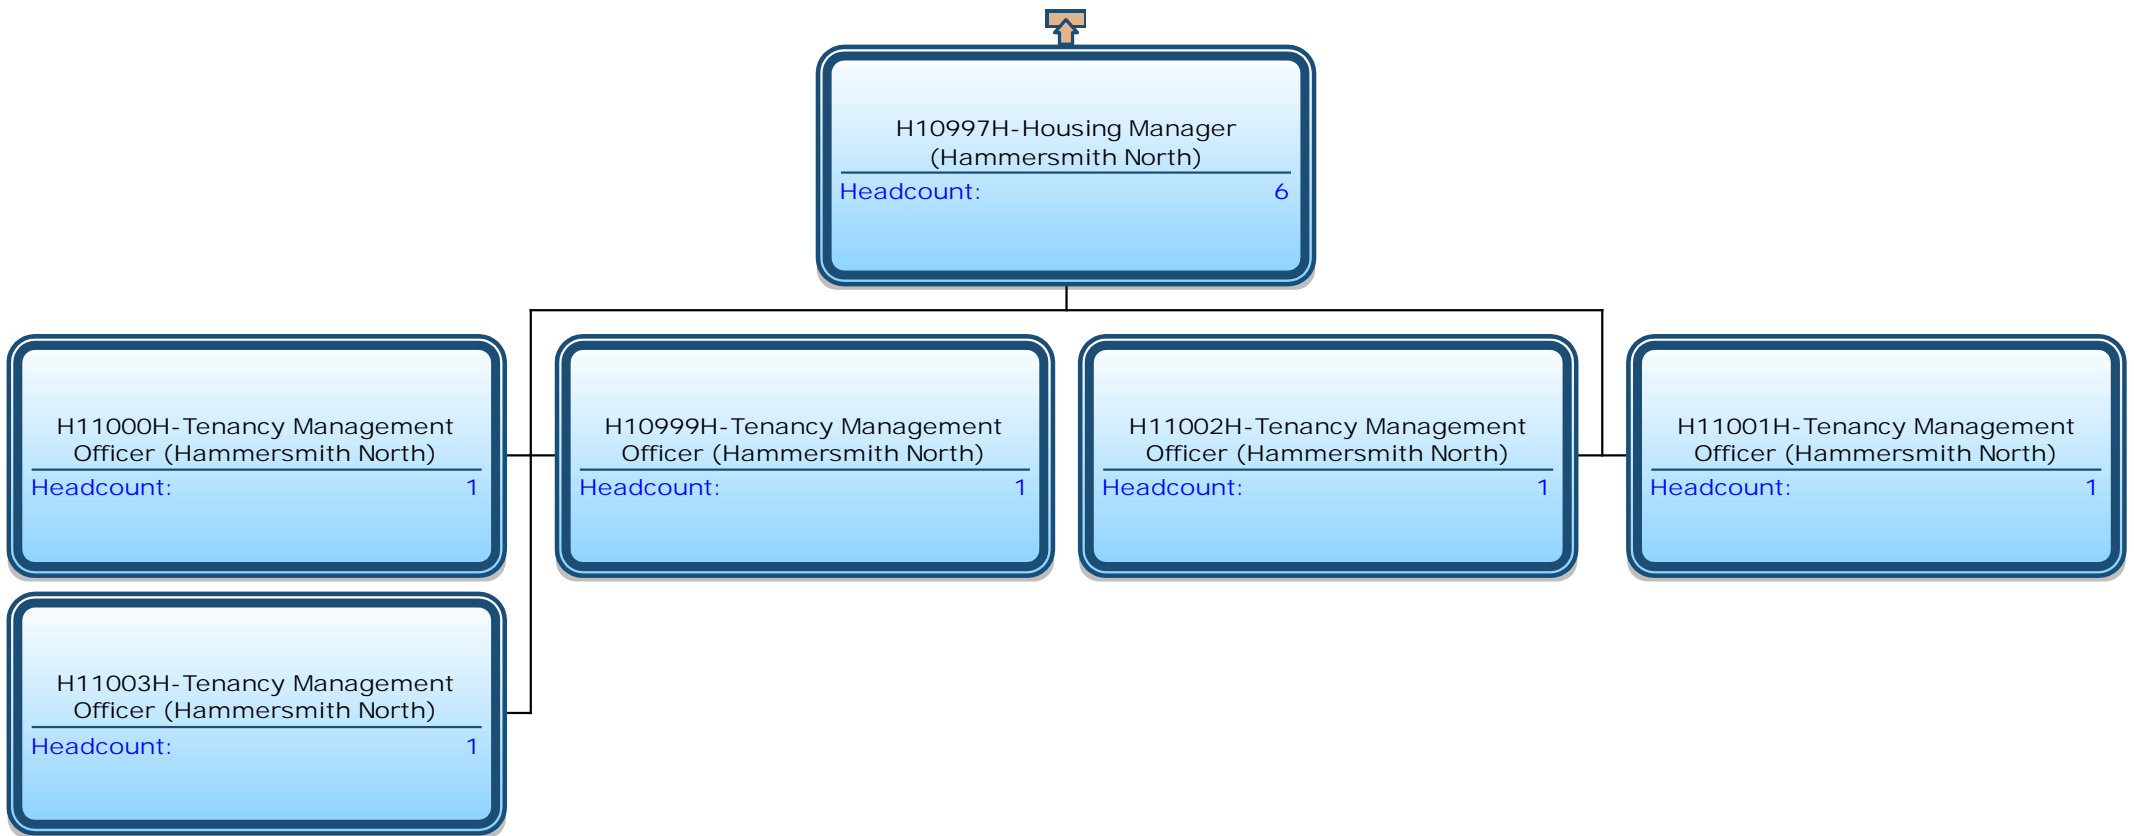 H10997H-Housing Manager
(Hammersmith North)
Headcount: 6
H11000H-Tenancy Management
Officer (Hammersmith North)
Headcount: 1
H10999H-Tenancy Management
Officer (Hammersmith North)
Headcount: 1
H11002H-Tenancy Management
Officer (Hammersmith North)
Headcount: 1
H11001H-Tenancy Management
Officer (Hammersmith North)
Headcount: 1
H11003H-Tenancy Management
Officer (Hammersmith North)
Headcount: 1